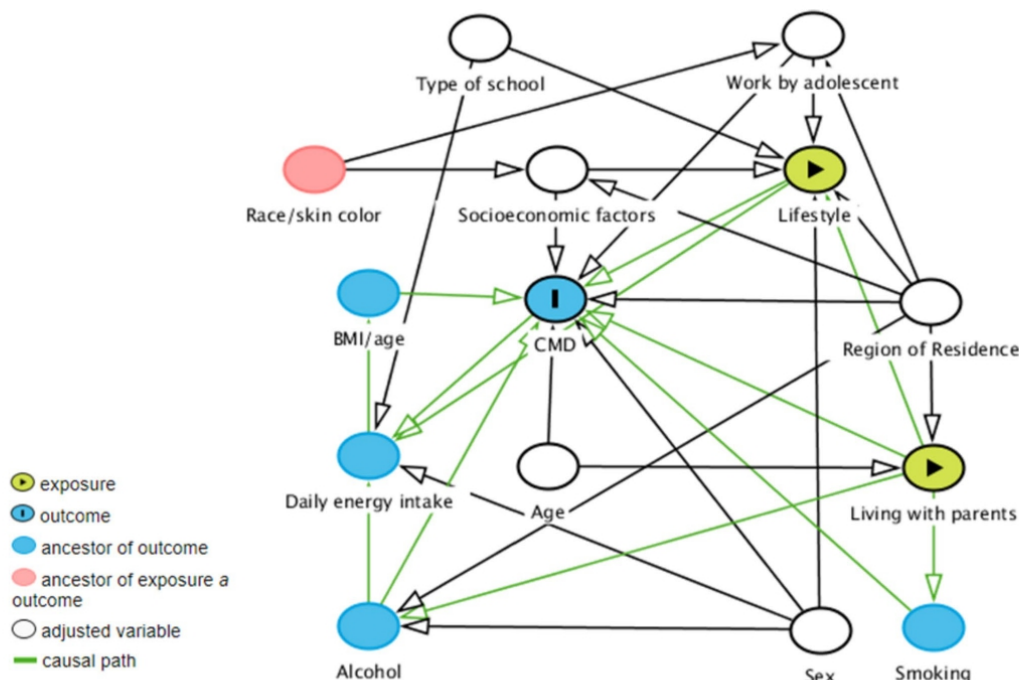 Type of school
Work by adolescent
Race/skin color
Socioeconomic factors
Lifestyle
BMI/age
CMD
Region of Residence
Daily energy intake
Age
Living with parents
Alcohol
Sex
Smoking
exposure
outcome
ancestor of outcome
ancestor of exposure a
outcome
adjusted variable
causal path